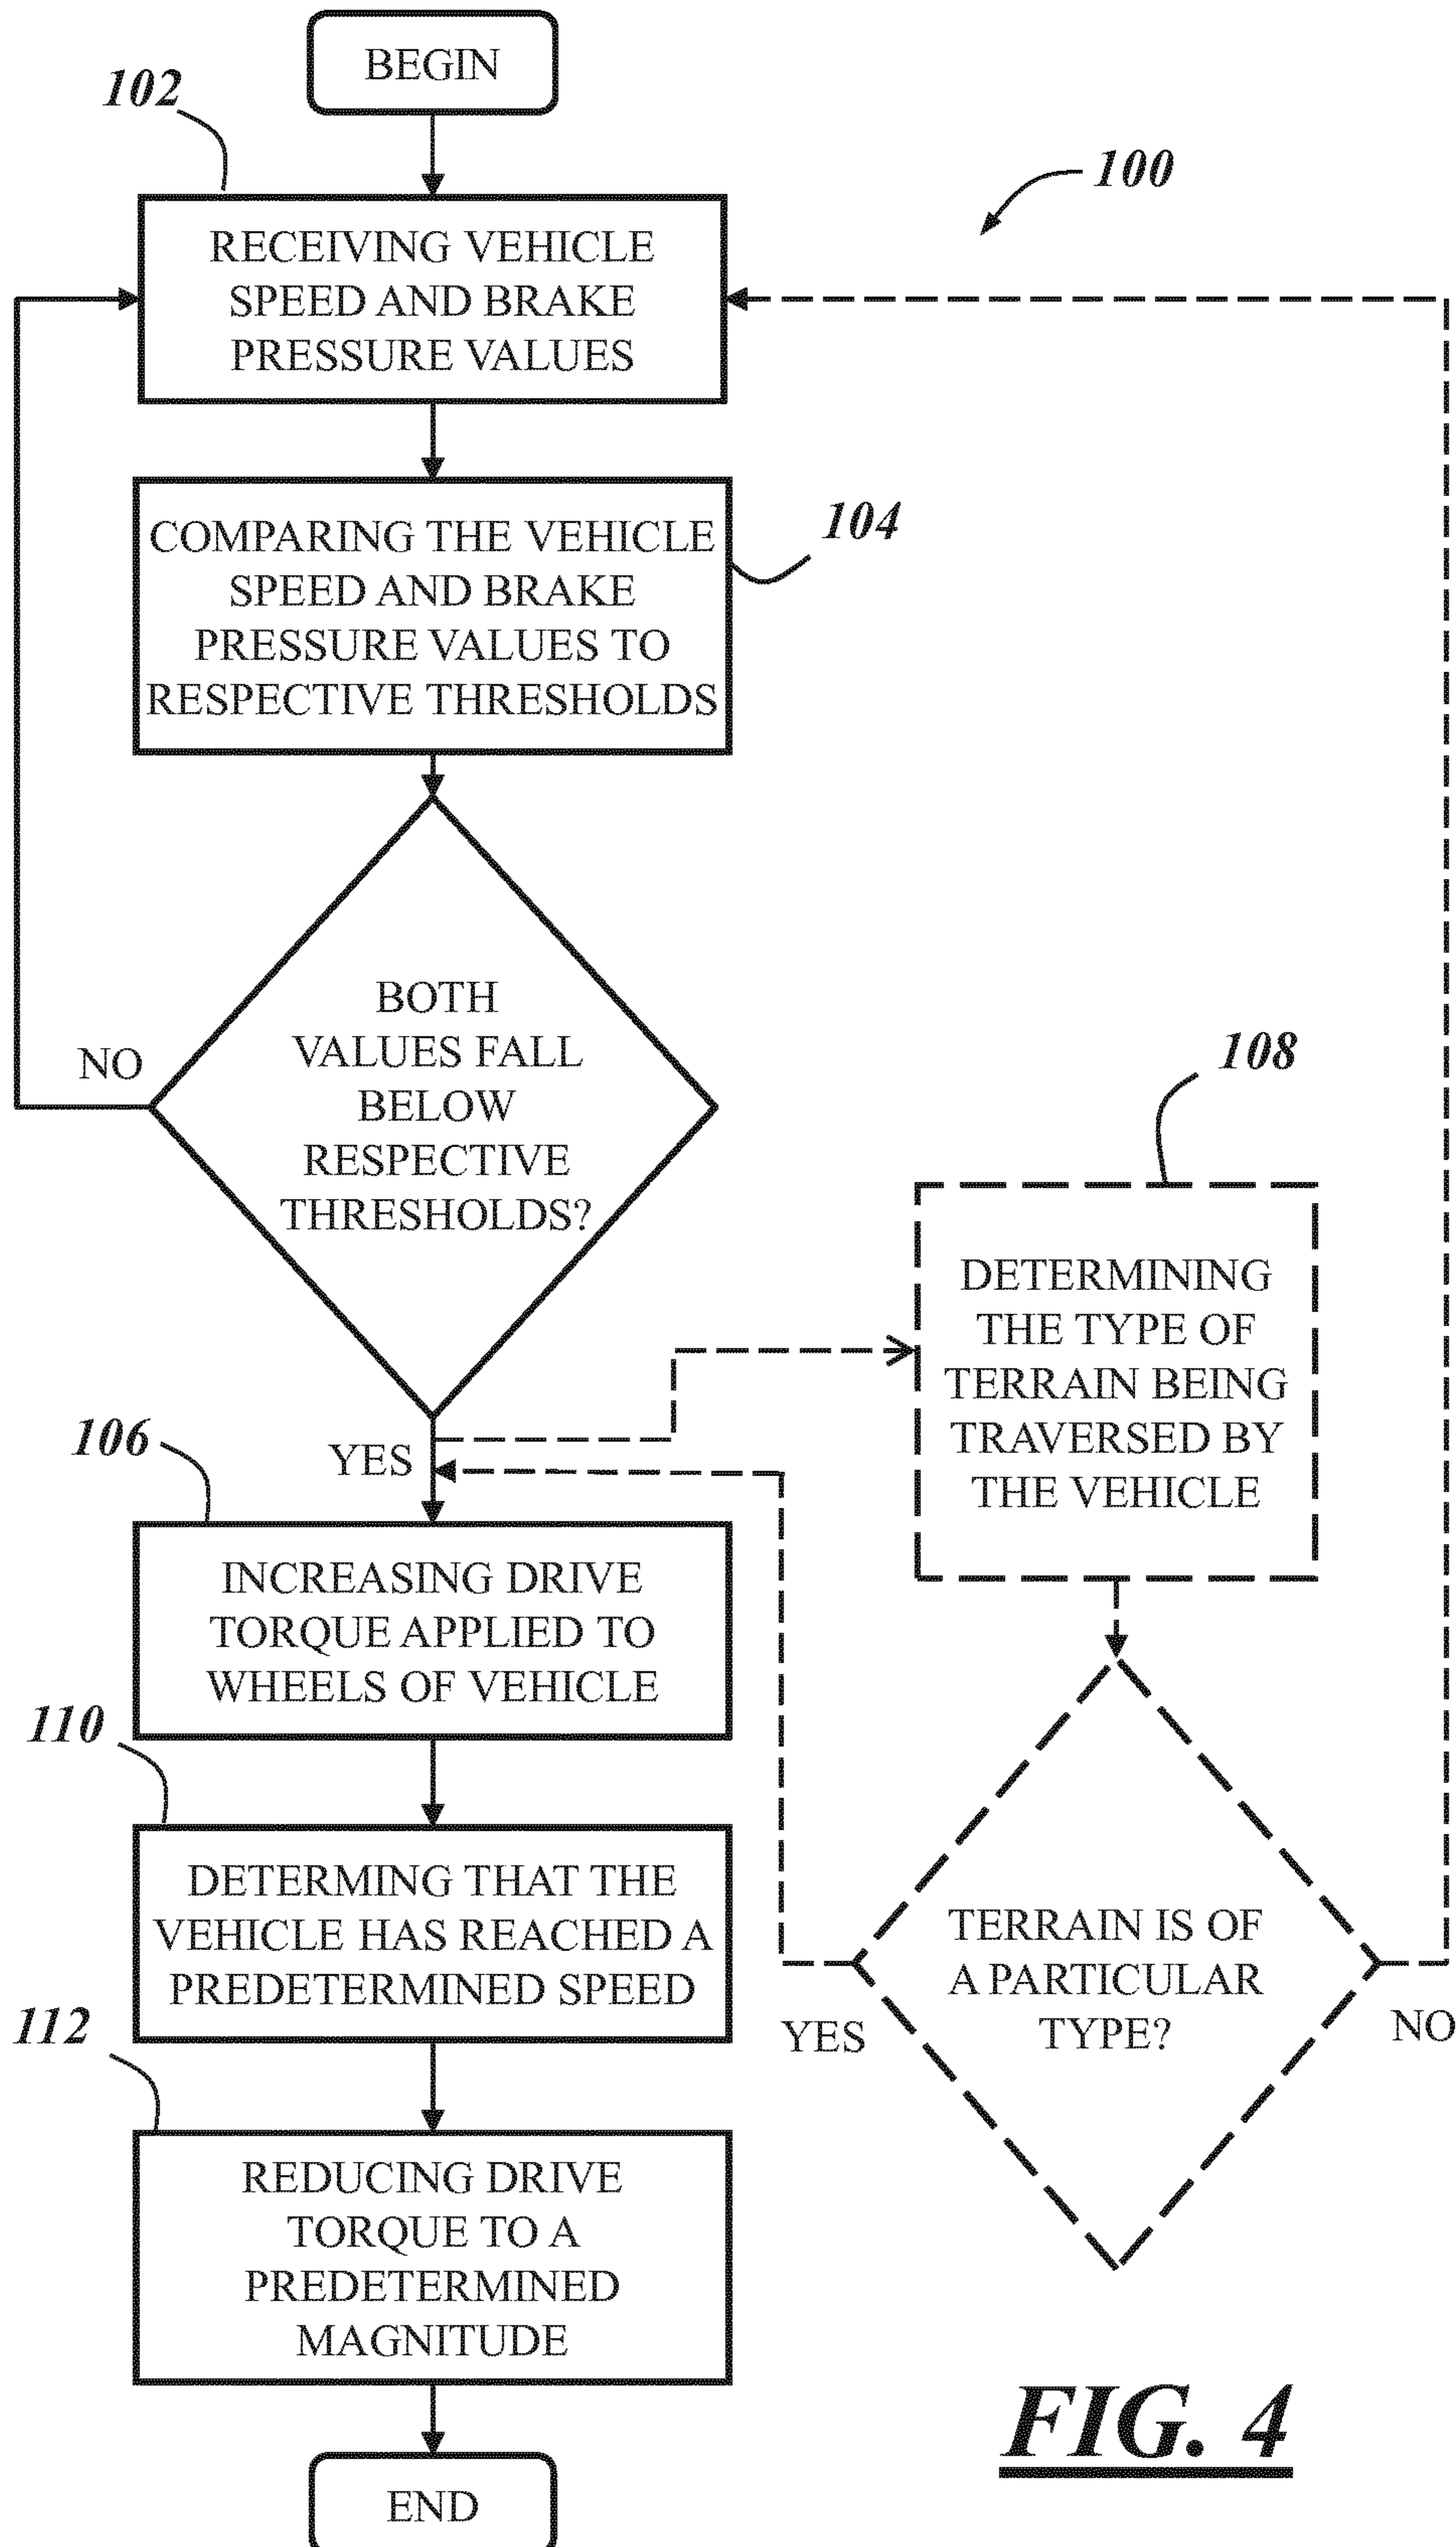 BEGIN
102
100
RECEIVING VEHICLE
SPEED AND BRAKE
PRESSURE VALUES
104
COMPARING THE VEHICLE
SPEED AND BRAKE
PRESSURE VALUES TO
RESPECTIVE THRESHOLDS
BOTH
VALUES FALL
BELOW
RESPECTIVE
THRESHOLDS?
NO
108
DETERMINING
THE TYPE OF
TERRAIN BEING
TRAVERSED BY
THE VEHICLE
106
YES
INCREASING DRIVE
TORQUE APPLIED TO
WHEELS OF VEHICLE
110
DETERMING THAT THE
VEHICLE HAS REACHED A
PREDETERMINED SPEED
TERRAIN IS OF
A PARTICULAR
TYPE?
YES
NO
112
REDUCING DRIVE
TORQUE TO A
PREDETERMINED
MAGNITUDE
END
FIG. 4